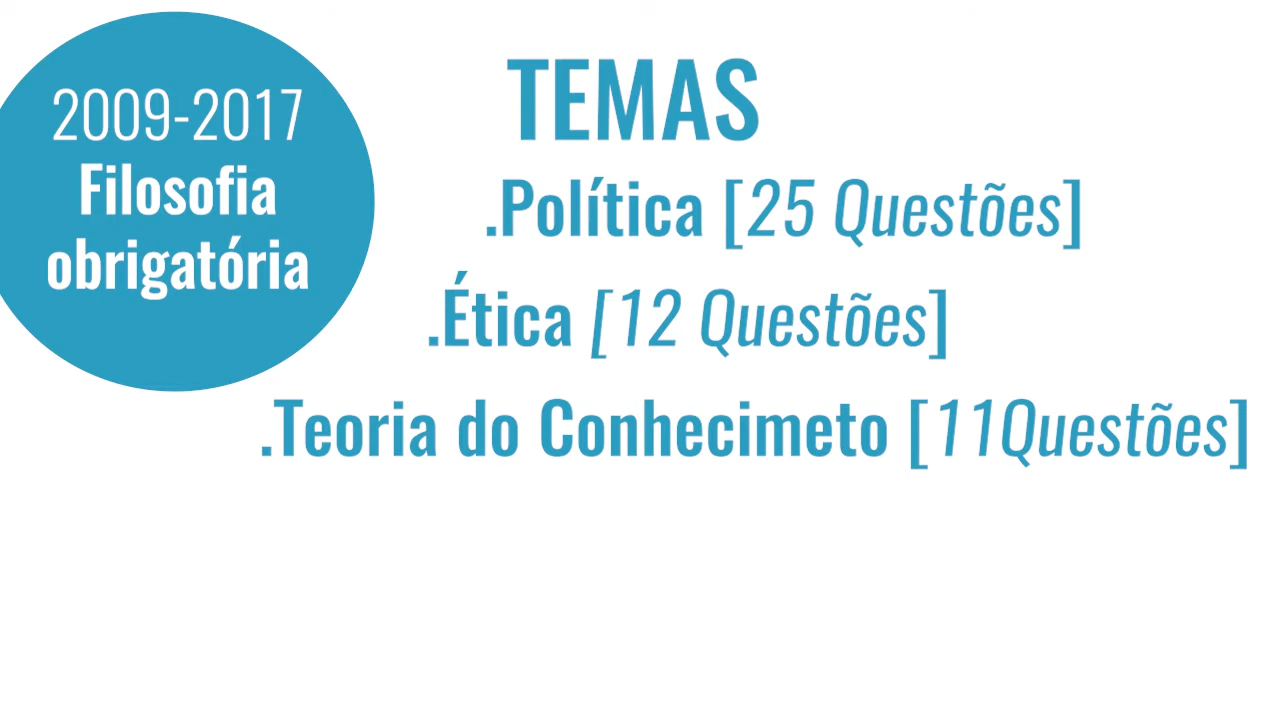 2009-2017
Filosofia
obrigatória
TEMAS
.Política [25 Questões]
.Ética [12 Questões]
.Teoria do Conhecimeto [11Questões]